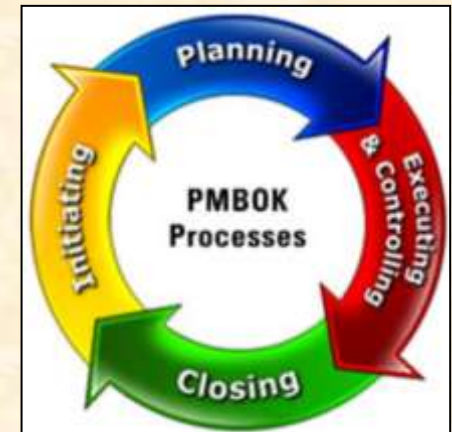 Planning
Executing
& Controlling
Closing
Initiating
PMBOK
Processes